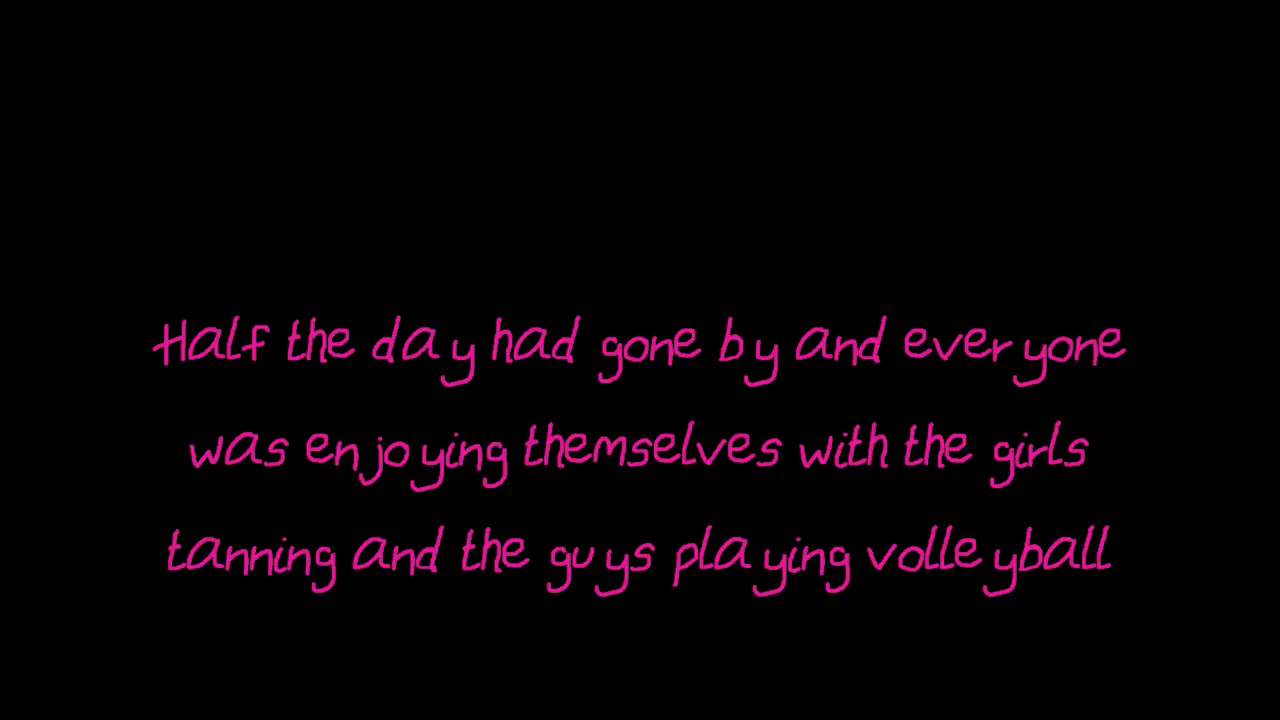 Half the day had gone by and everyone
was enjoying themselves with the girls
tanning and the guys playing volleyball